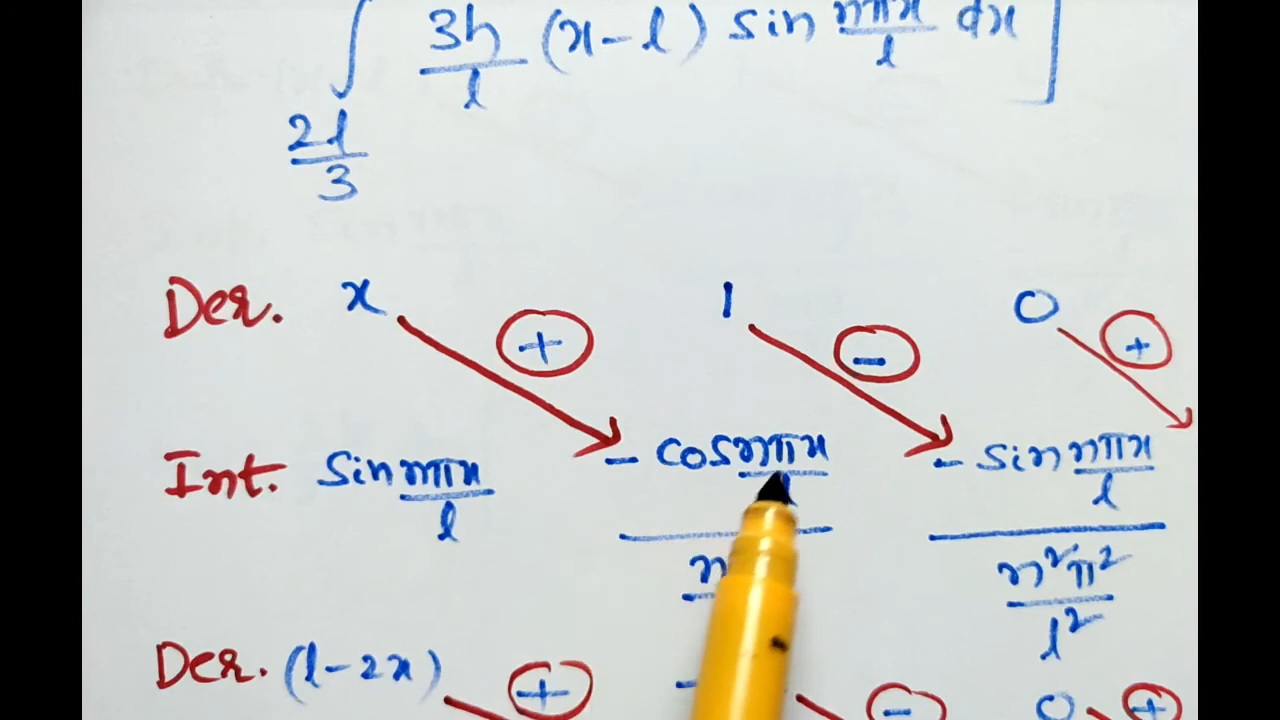 ∫ 3h/l (x-l) sin nπx/l dx ]
2l/3
Der. x + 1 - 0 +
Int. sin nπx/l - cos nπx/l - sin nπx/l
n n²π²/l²
Der. (l-2x) + - - 0 +